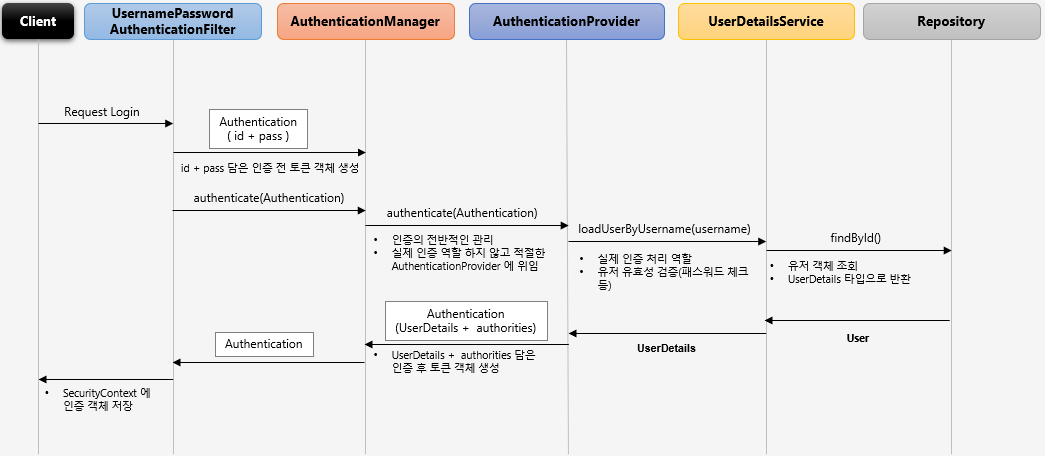 Client
UsernamePassword
AuthenticationFilter
AuthenticationManager
AuthenticationProvider
UserDetailsService
Repository
Request Login
Authentication
( id + pass )
id + pass 담은 인증 전 토큰 객체 생성
authenticate(Authentication)
authenticate(Authentication)
• 인증의 전반적인 관리
• 실제 인증 역할 하지 않고 적절한
AuthenticationProvider 에 위임
loadUserByUsername(username)
• 실제 인증 처리 역할
• 유저 유효성 검증(패스워드 체크
등)
findById()
• 유저 객체 조회
• UserDetails 타입으로 반환
User
UserDetails
Authentication
(UserDetails + authorities)
• UserDetails + authorities 담은
인증 후 토큰 객체 생성
Authentication
• SecurityContext 에
인증 객체 저장